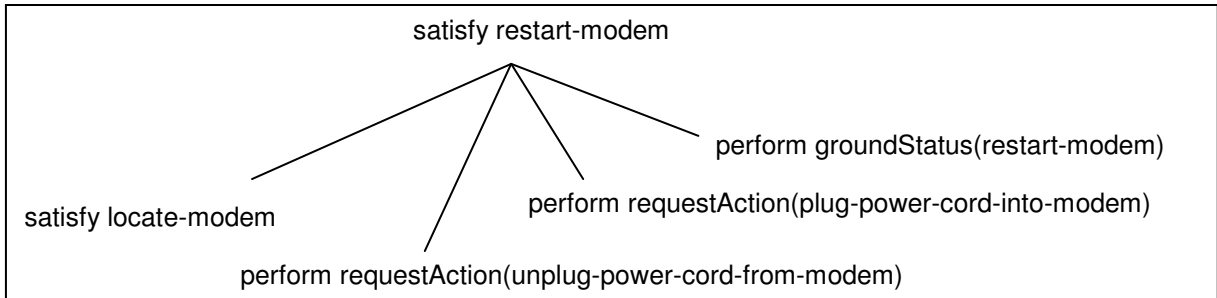 satisfy restart-modem
perform groundStatus(restart-modem)
perform requestAction(plug-power-cord-into-modem)
satisfy locate-modem
perform requestAction(unplug-power-cord-from-modem)